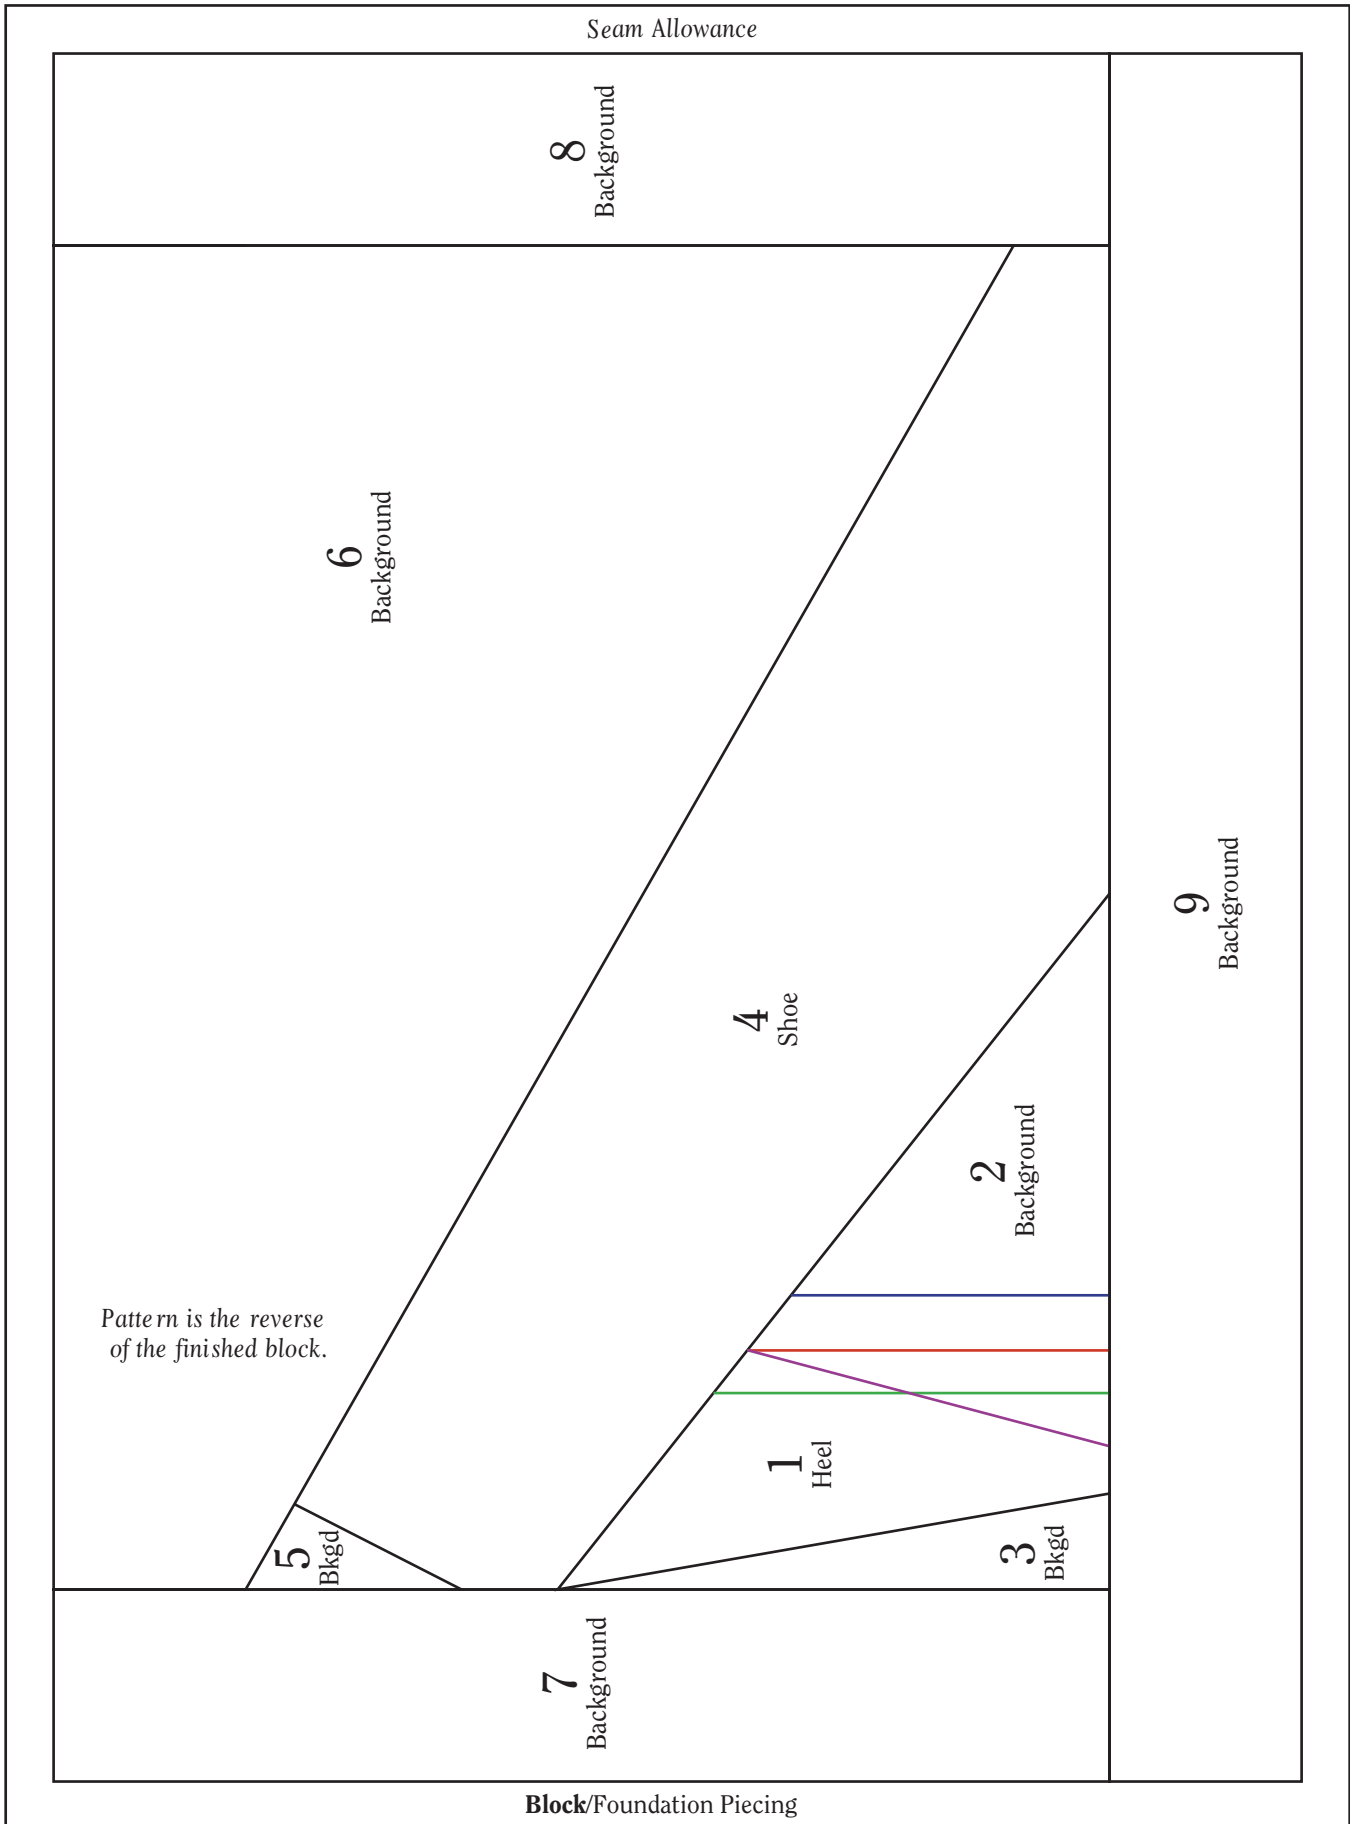 Seam Allowance
8
Background
6
Background
9
Background
4
Shoe
2
Background
Pattern is the reverse
of the finished block.
1
Heel
5
Bkgd
3
Bkgd
7
Background
Block/Foundation Piecing